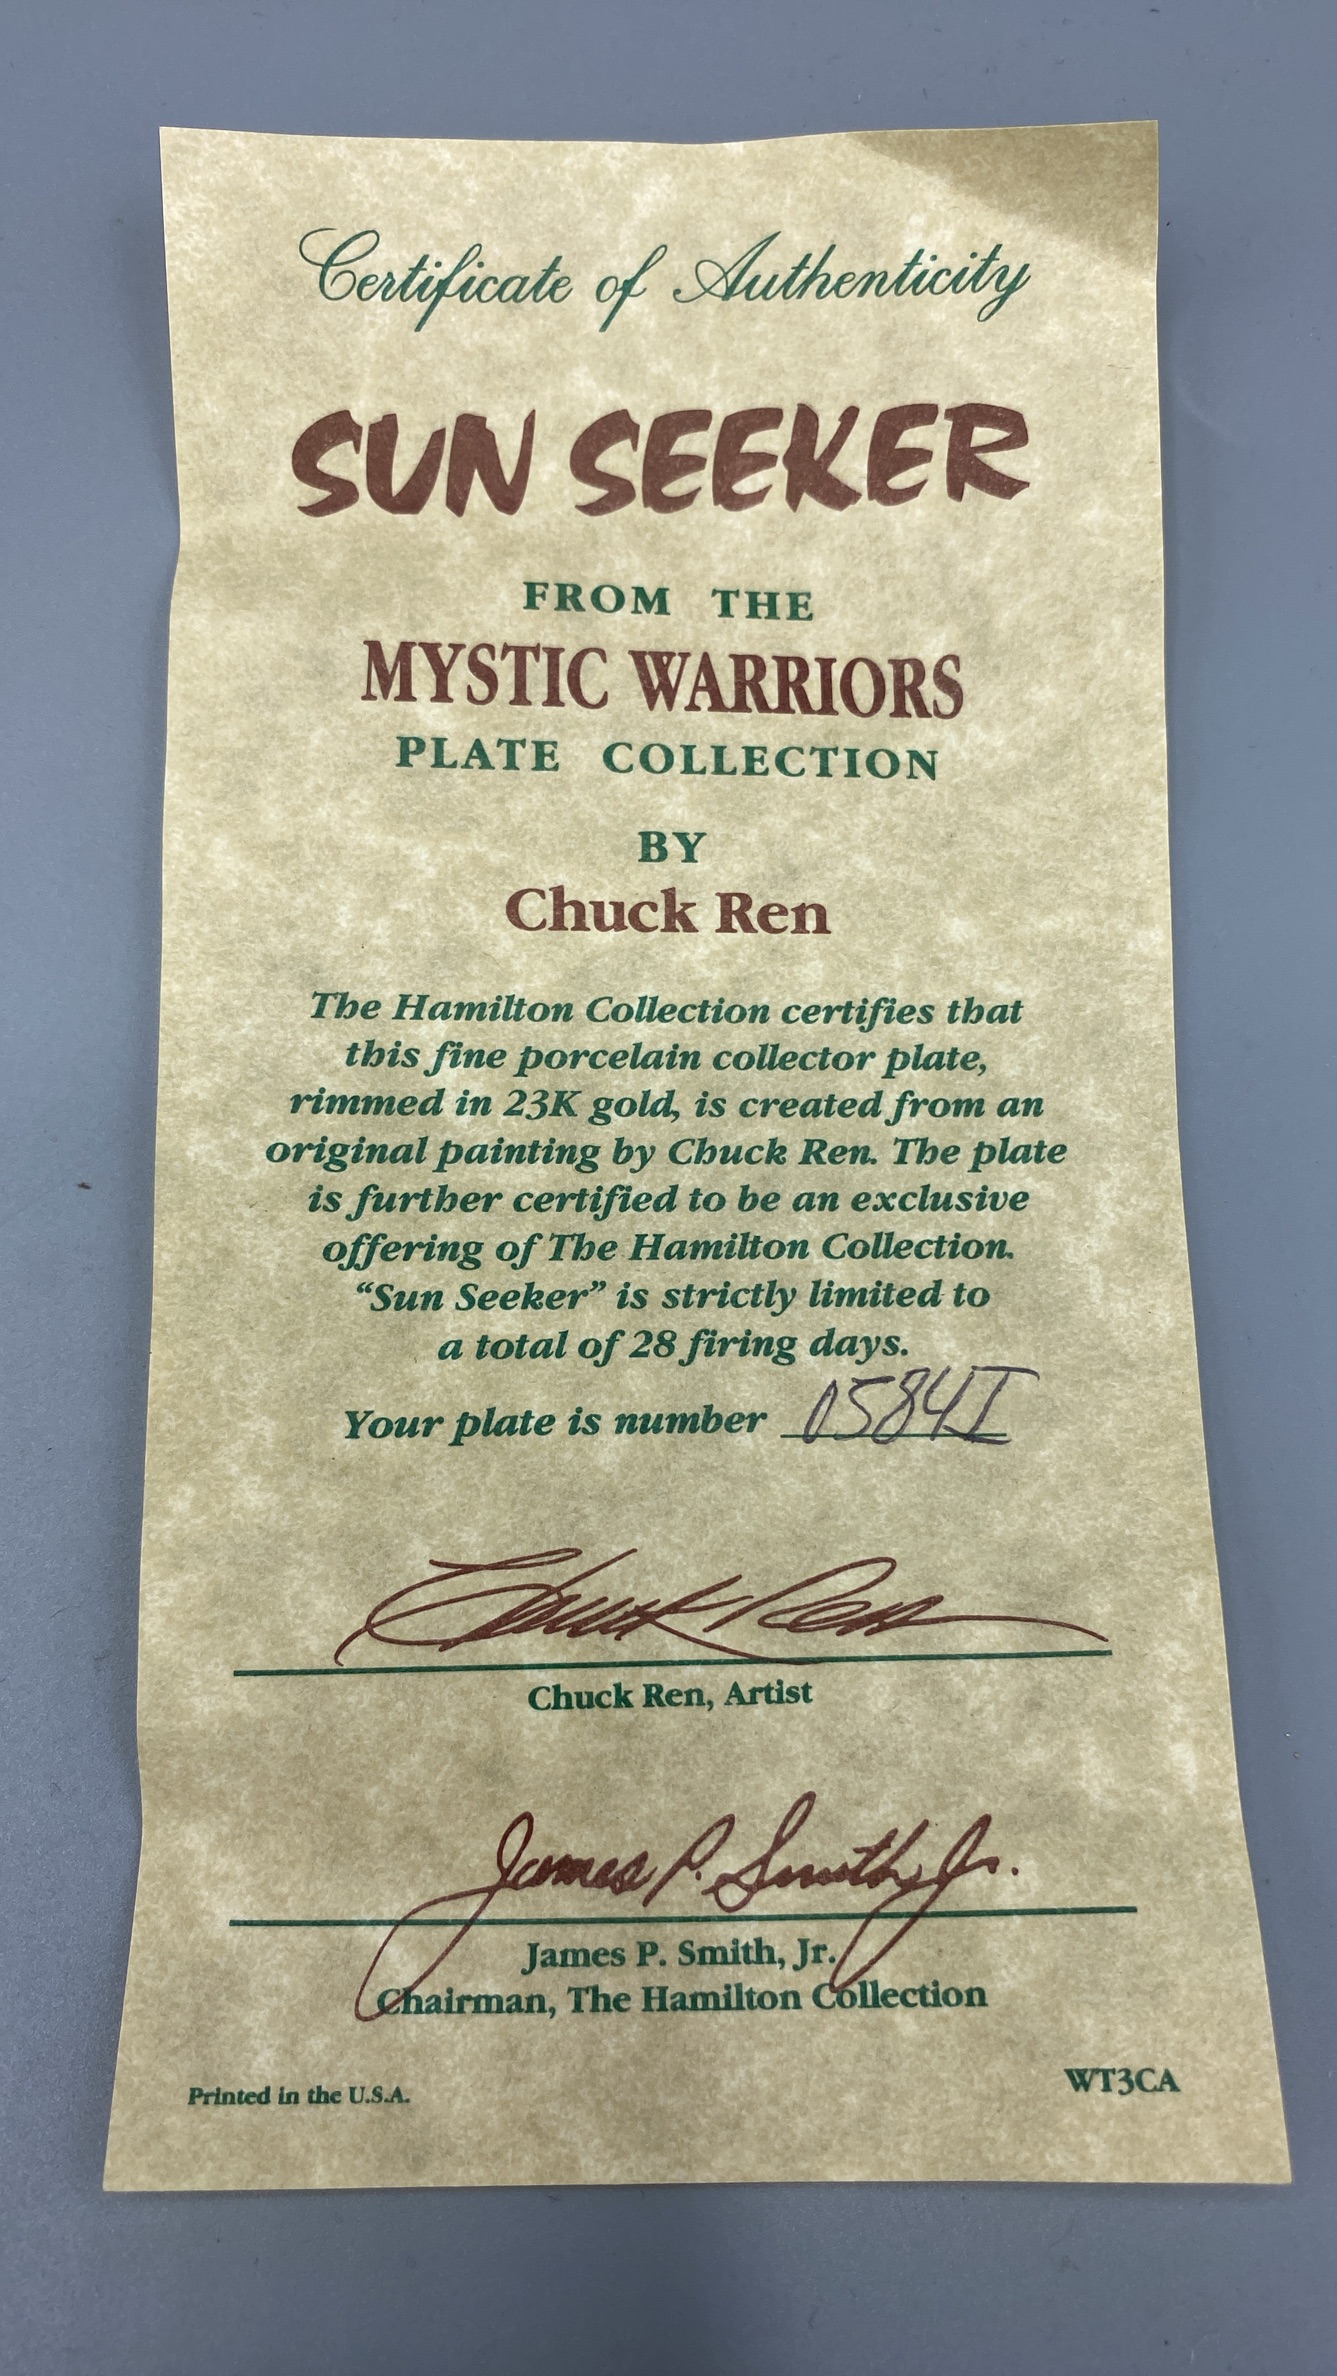 Certificate of Authenticity
SUN SEEKER
FROM THE
MYSTIC WARRIORS
PLATE COLLECTION
BY
Chuck Ren
The Hamilton Collection certifies that
this fine porcelain collector plate,
rimmed in 23K gold, is created from an
original painting by Chuck Ren. The plate
is further certified to be an exclusive
offering of The Hamilton Collection.
“Sun Seeker” is strictly limited to
a total of 28 firing days.
Your plate is number 0584I
Chuck Ren
Chuck Ren, Artist
James P. Smith, Jr.
James P. Smith, Jr.
Chairman, The Hamilton Collection
Printed in the U.S.A. WT3CA